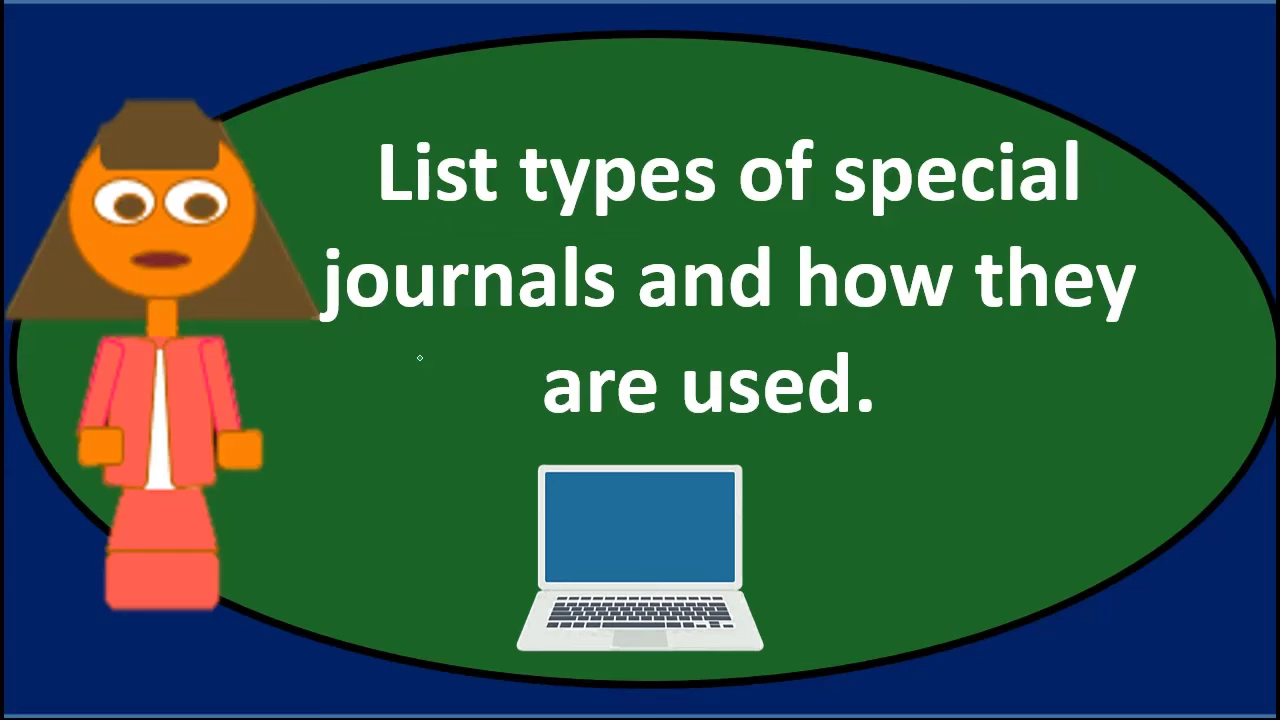 List types of special
journals and how they
are used.